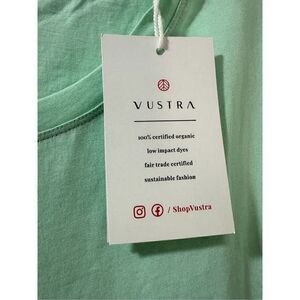 VUSTRA
100% certified organic
low impact dyes
fair trade certified
sustainable fashion
/ ShopVustra